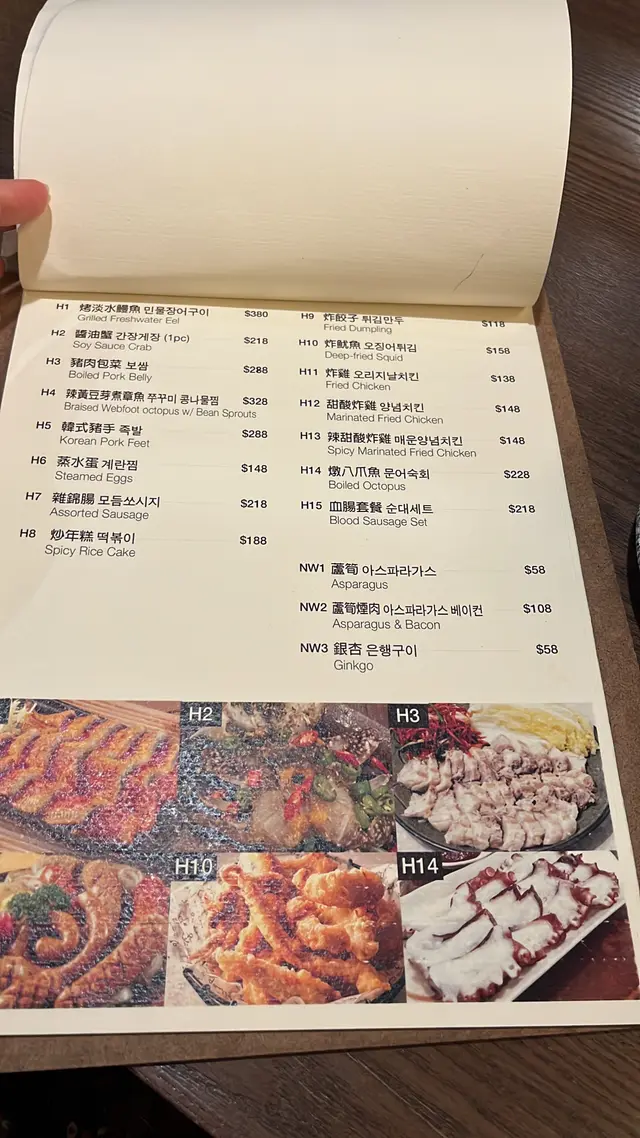 H1 烤淡水鰻魚 민물장어구이 $380
Grilled Freshwater Eel
H2 醬油蟹 간장게장 (1pc) $218
Soy Sauce Crab
H3 豬肉包菜 보쌈 $288
Boiled Pork Belly
H4 辣黃豆芽煮章魚 쭈꾸미 콩나물찜 $328
Braised Webfoot octopus w/ Bean Sprouts
H5 韓式豬手 족발 $288
Korean Pork Feet
H6 蒸水蛋 계란찜 $148
Steamed Eggs
H7 雜錦腸 모듬쏘시지 $218
Assorted Sausage
H8 炒年糕 떡볶이 $188
Spicy Rice Cake
H9 炸餃子 튀김만두 $118
Fried Dumpling
H10 炸魷魚 오징어튀김 $158
Deep-fried Squid
H11 炸雞 오리지날치킨 $138
Fried Chicken
H12 甜酸炸雞 양념치킨 $148
Marinated Fried Chicken
H13 辣甜酸炸雞 매운양념치킨 $148
Spicy Marinated Fried Chicken
H14 燉八爪魚 문어숙회 $228
Boiled Octopus
H15 血腸套餐 순대세트 $218
Blood Sausage Set
NW1 蘆筍 아스파라가스 $58
Asparagus
NW2 蘆筍煙肉 아스파라가스 베이컨 $108
Asparagus & Bacon
NW3 銀杏 은행구이 $58
Ginkgo
H2
H3
H10
H14